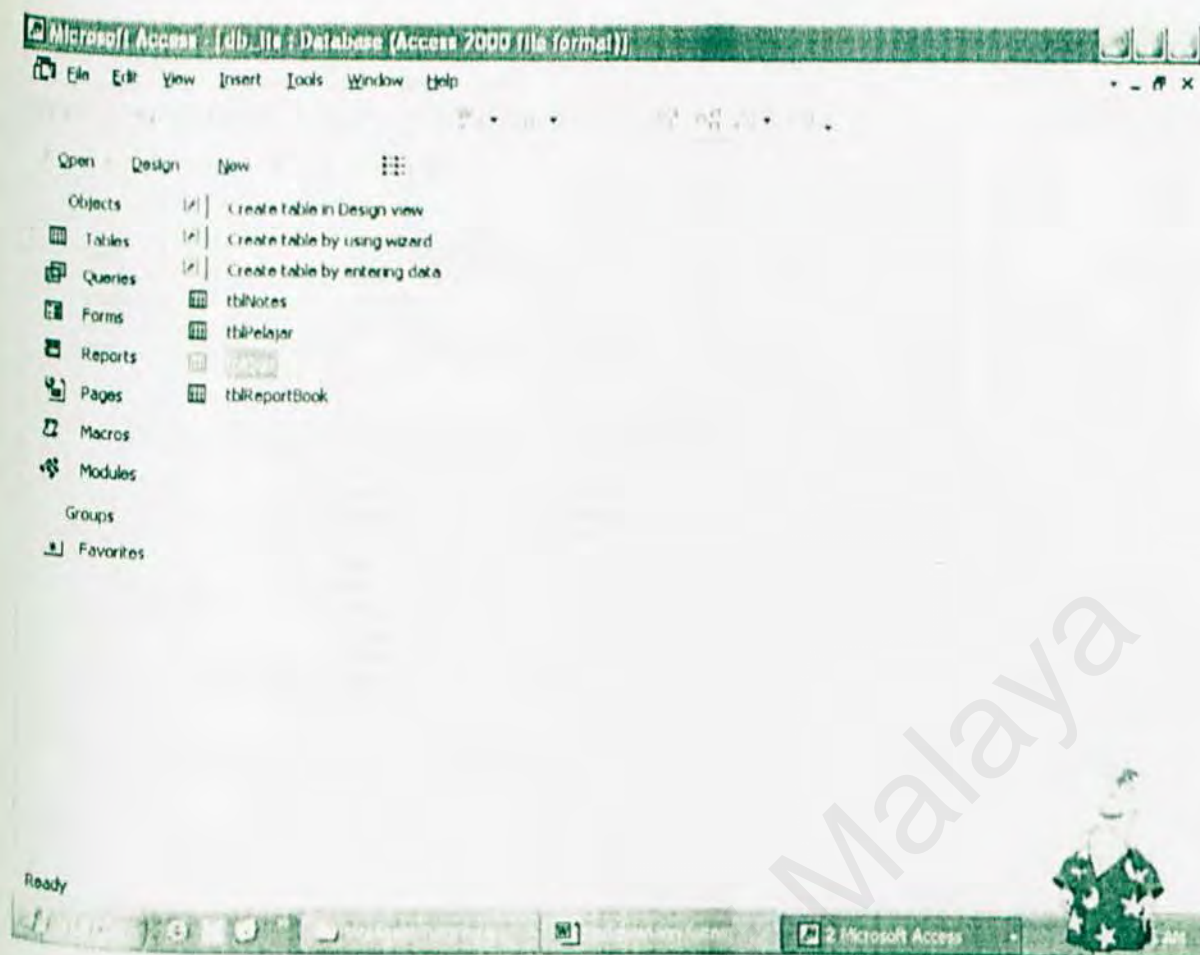 Microsoft Access - [db_lle : Database (Access 2000 file format)]
File Edit View Insert Tools Window Help
Open Design New
Objects
Tables
Queries
Forms
Reports
Pages
Macros
Modules
Groups
Favorites
Create table in Design view
Create table by using wizard
Create table by entering data
tblNotes
tblPelajar
tblReportBook
Ready
2 Microsoft Access
AM
Malaya